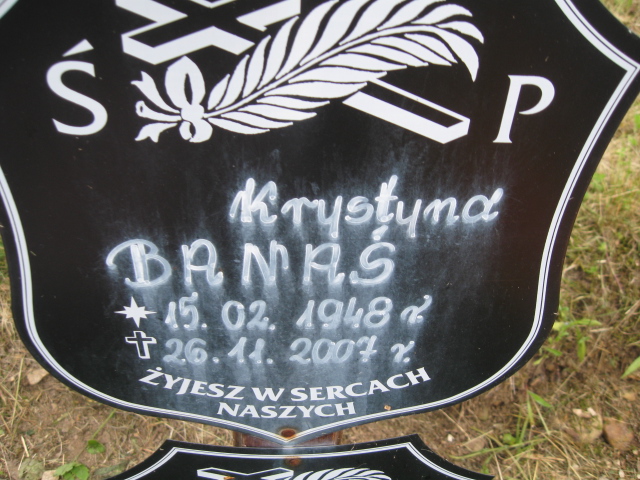 Ś P
Krystyna
BANAŚ
15. 02. 1948 r
26. 11. 2007 r.
ŻYJESZ W SERCACH
NASZYCH